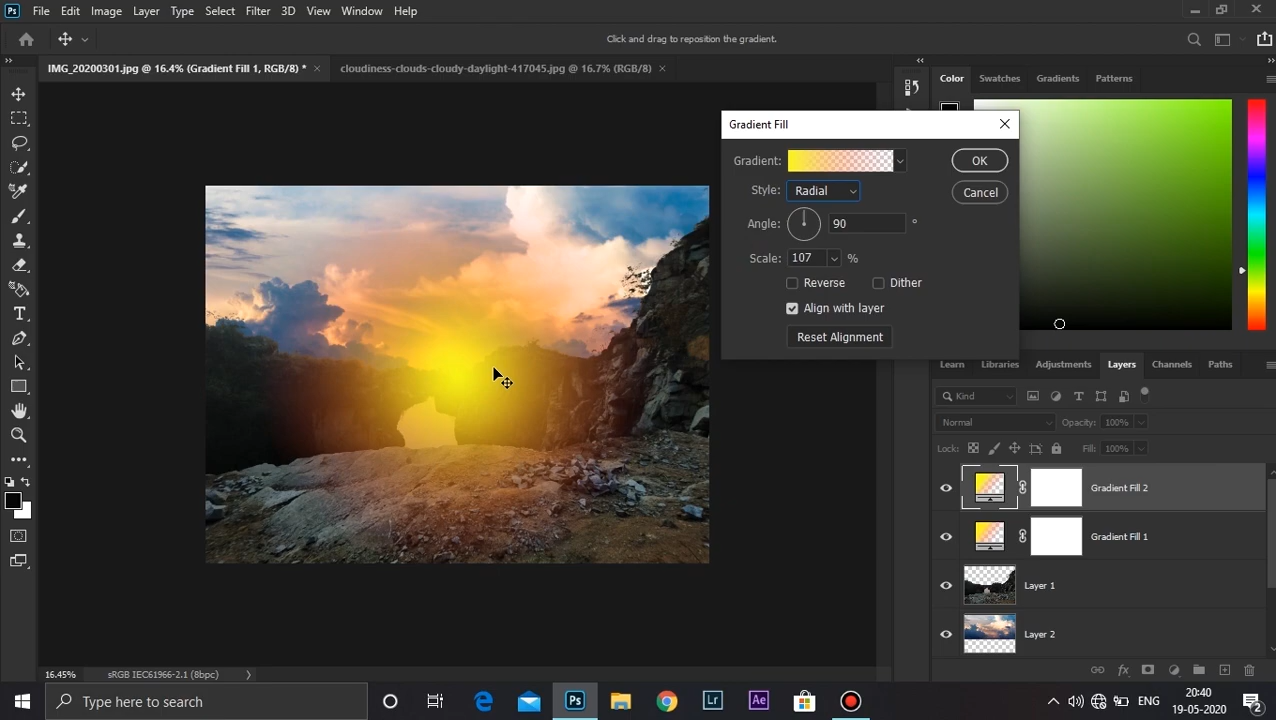 Ps File Edit Image Layer Type Select Filter 3D View Window Help
Click and drag to reposition the gradient.
IMG_20200301.jpg @ 16.4% (Gradient Fill 1, RGB/8) *
cloudiness-clouds-cloudy-daylight-417045.jpg @ 16.7% (RGB/8)
Color Swatches Gradients Patterns
Gradient Fill
Gradient:
OK
Style: Radial
Cancel
Angle: 90 °
Scale: 107 %
Reverse Dither
Align with layer
Reset Alignment
Learn Libraries Adjustments Layers Channels Paths
Kind
Normal Opacity: 100%
Lock: Fill: 100%
Gradient Fill 2
Gradient Fill 1
Layer 1
Layer 2
16.45% sRGB IEC61966-2.1 (8bpc)
Type here to search
Ps
Lr
Ae
ENG
20:40
19-05-2020
2